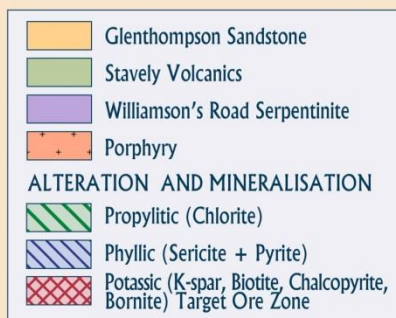 Glenthompson Sandstone
Stavely Volcanics
Williamson's Road Serpentinite
Porphyry
ALTERATION AND MINERALISATION
Propylitic (Chlorite)
Phyllic (Sericite + Pyrite)
Potassic (K-spar, Biotite, Chalcopyrite,
Bornite) Target Ore Zone